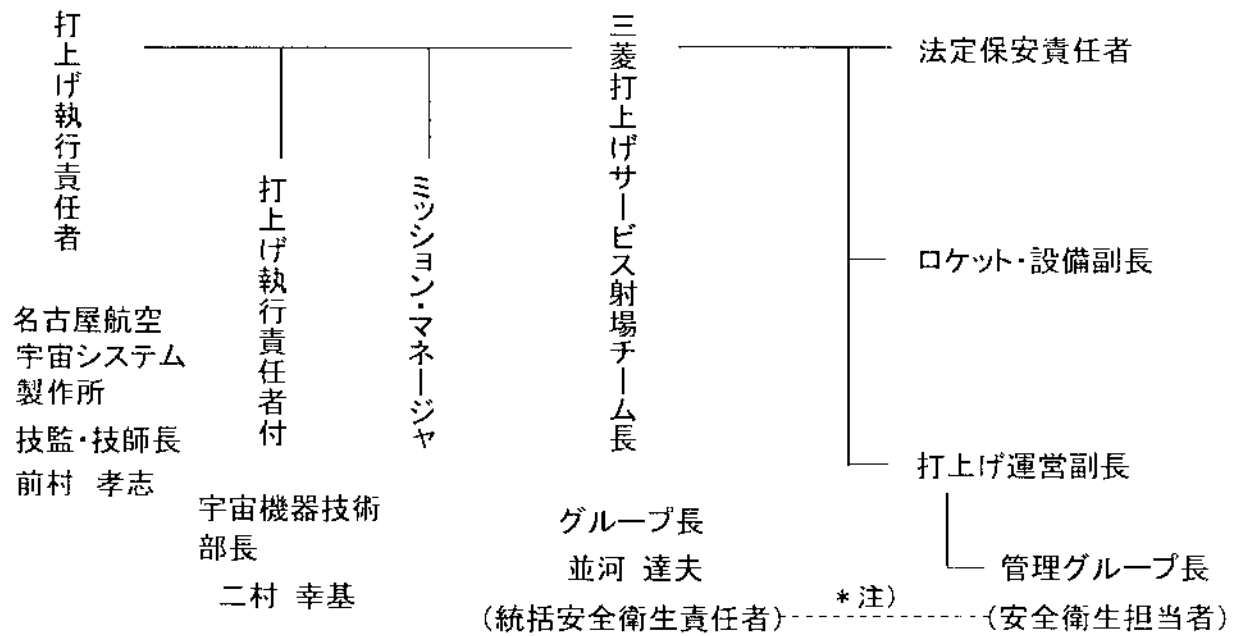 打上げ執行責任者
名古屋航空
宇宙システム
製作所
技監・技師長
前村 孝志
打上げ執行責任者付
宇宙機器技術
部長
二村 幸基
ミッション・マネージャ
三菱打上げサービス射場チーム長
グループ長
並河 達夫
(統括安全衛生責任者)
*注)
法定保安責任者
ロケット・設備副長
打上げ運営副長
管理グループ長
(安全衛生担当者)